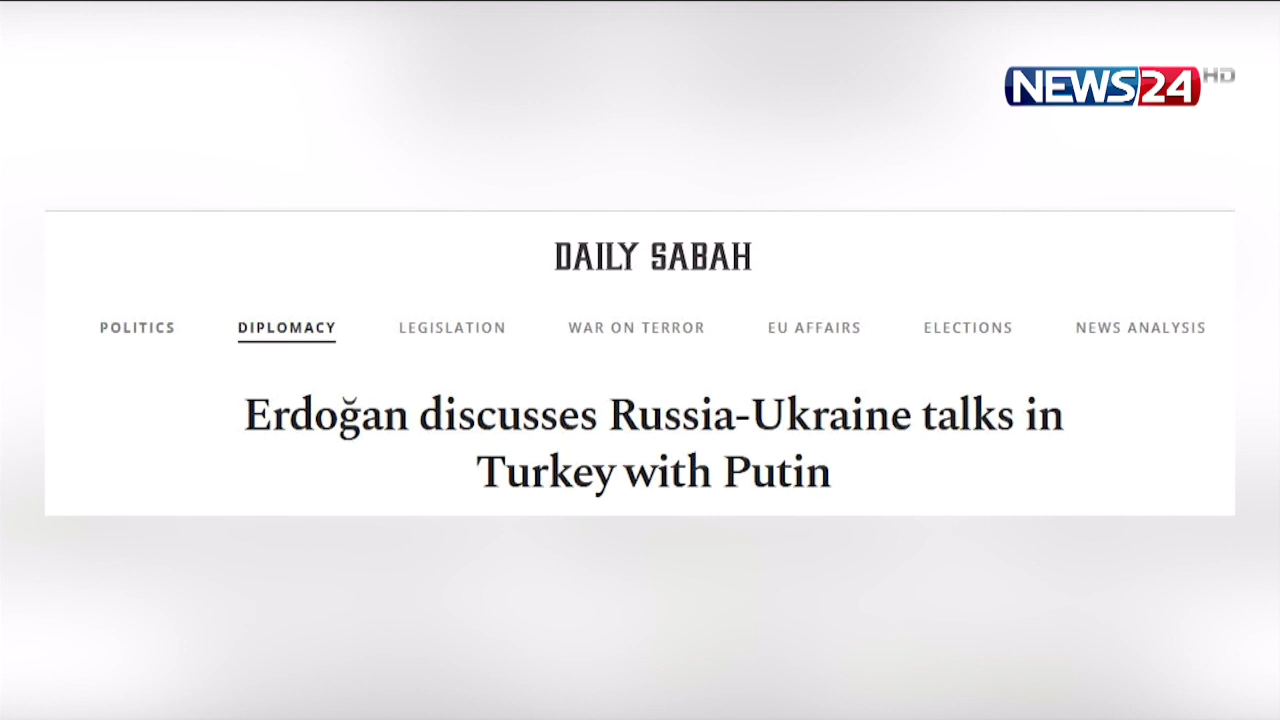 NEWS24 HD
DAILY SABAH
POLITICS DIPLOMACY LEGISLATION WAR ON TERROR EU AFFAIRS ELECTIONS NEWS ANALYSIS
Erdoğan discusses Russia-Ukraine talks in
Turkey with Putin